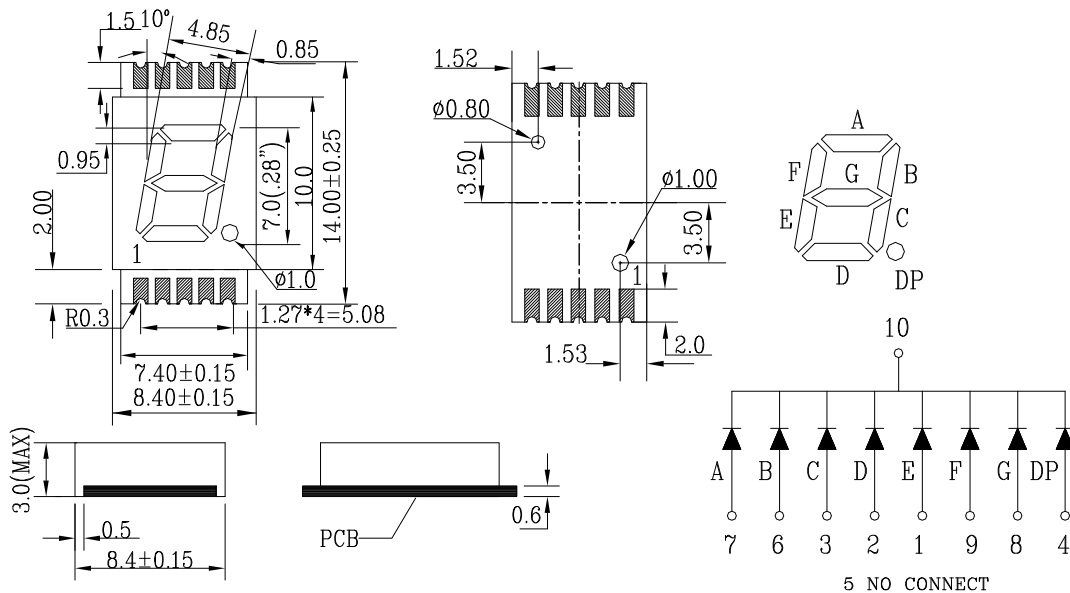 1.5
10°
4.85
0.85
0.95
2.00
7.0(.28")
10.0
14.00±0.25
1
ø1.0
R0.3
1.27*4=5.08
7.40±0.15
8.40±0.15
1.52
ø0.80
3.50
ø1.00
3.50
1
1.53
2.0
A
F
G
B
E
C
D
DP
10
A
B
C
D
E
F
G
DP
7
6
3
2
1
9
8
4
5 NO CONNECT
3.0(MAX)
0.5
8.4±0.15
PCB
0.6